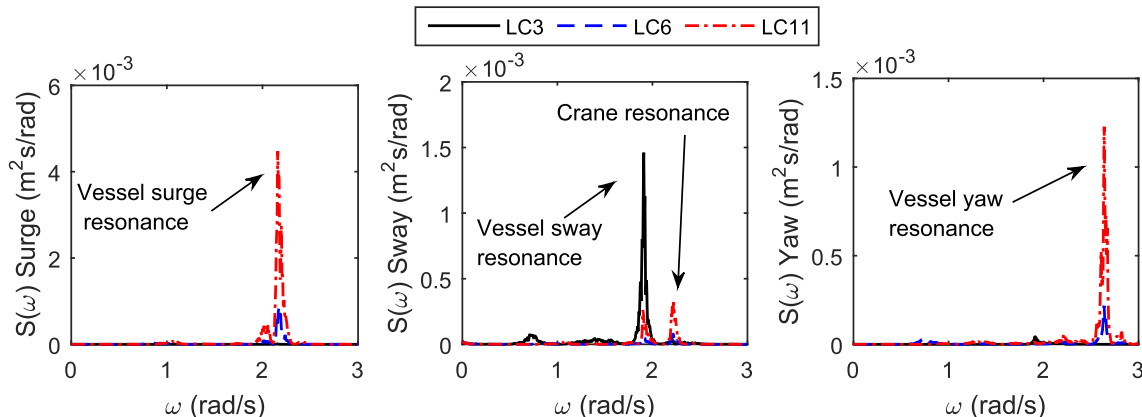 LC3 LC6 LC11
×10⁻³
6
4
2
0
0 1 2 3
S(ω) Surge (m²s/rad)
ω (rad/s)
Vessel surge
resonance
×10⁻³
2
1.5
1
0.5
0
0 1 2 3
S(ω) Sway (m²s/rad)
ω (rad/s)
Crane resonance
Vessel sway
resonance
×10⁻³
1.5
1
0.5
0
0 1 2 3
S(ω) Yaw (m²s/rad)
ω (rad/s)
Vessel yaw
resonance